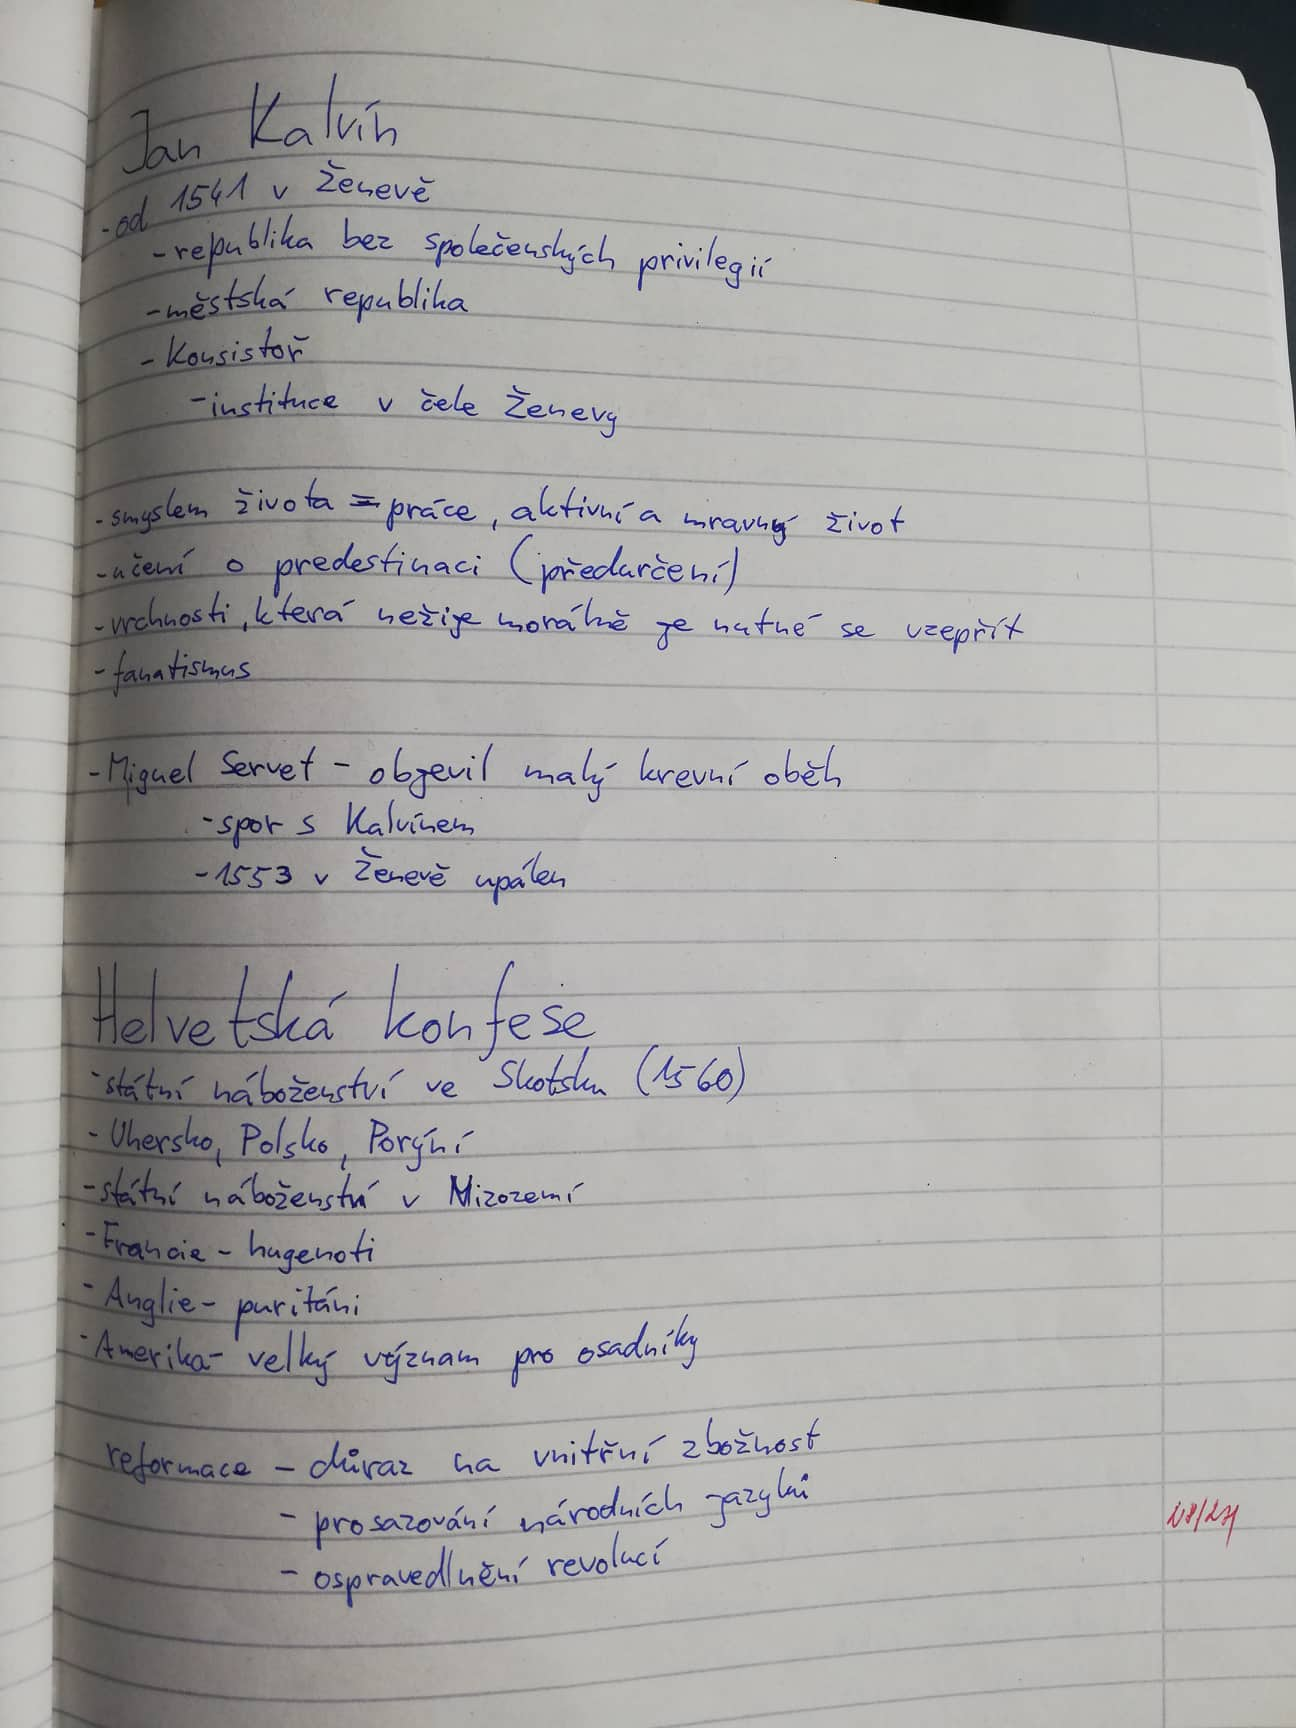 Jan Kalvín
- od 1541 v Ženevě
- republika bez společenských privilegií
- městská republika
- Konsistoř
- instituce v čele Ženevy
- smyslem života = práce, aktivní a mravný život
- učení o predestinaci (předurčení)
- vrchnosti, která nežije morálně je nutné se vzepřít
- fanatismus
- Miguel Servet - objevil malý krevní oběh
- spor s Kalvínem
- 1553 v Ženevě upálen
Helvetská konfese
- státní náboženství ve Skotsku (1560)
- Uhersko, Polsko, Porýní
- státní náboženství v Nizozemí
- Francie - hugenoti
- Anglie - puritáni
- Amerika - velký význam pro osadníky
reformace - důraz na vnitřní zbožnost
- prosazování národních jazyků
- ospravedlnění revolucí